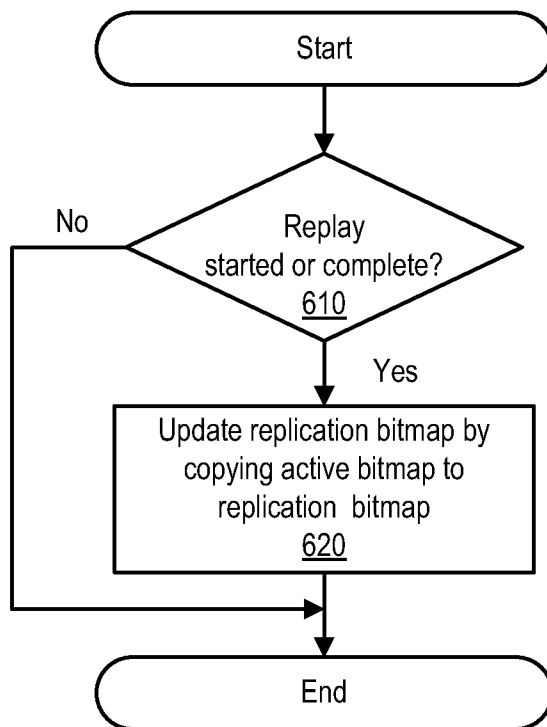 Start
No
Replay
started or complete?
610
Yes
Update replication bitmap by
copying active bitmap to
replication bitmap
620
End